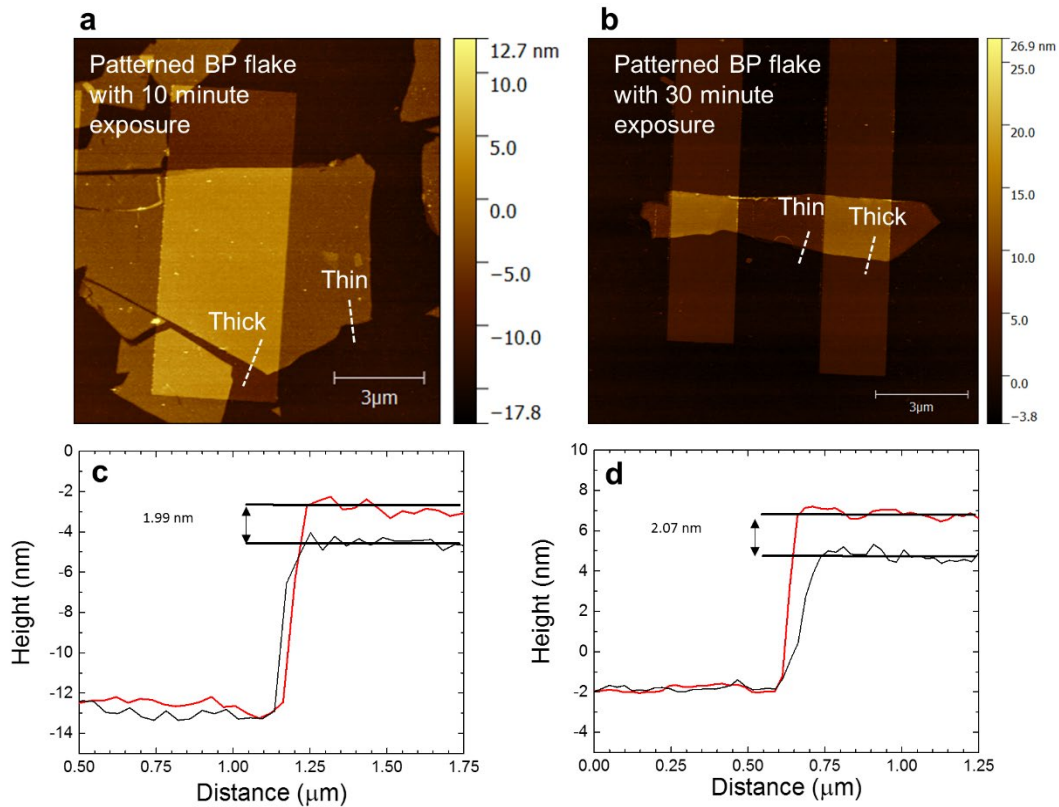 a
Patterned BP flake
with 10 minute
exposure
Thin
Thick
3μm
12.7 nm
10.0
5.0
0.0
−5.0
−10.0
−17.8
b
Patterned BP flake
with 30 minute
exposure
Thin
Thick
3μm
26.9 nm
25.0
20.0
15.0
10.0
5.0
0.0
−3.8
c
1.99 nm
Height (nm)
0
-2
-4
-6
-8
-10
-12
-14
0.50
0.75
1.00
1.25
1.50
1.75
Distance (μm)
d
2.07 nm
Height (nm)
10
8
6
4
2
0
-2
-4
0.00
0.25
0.50
0.75
1.00
1.25
Distance (μm)